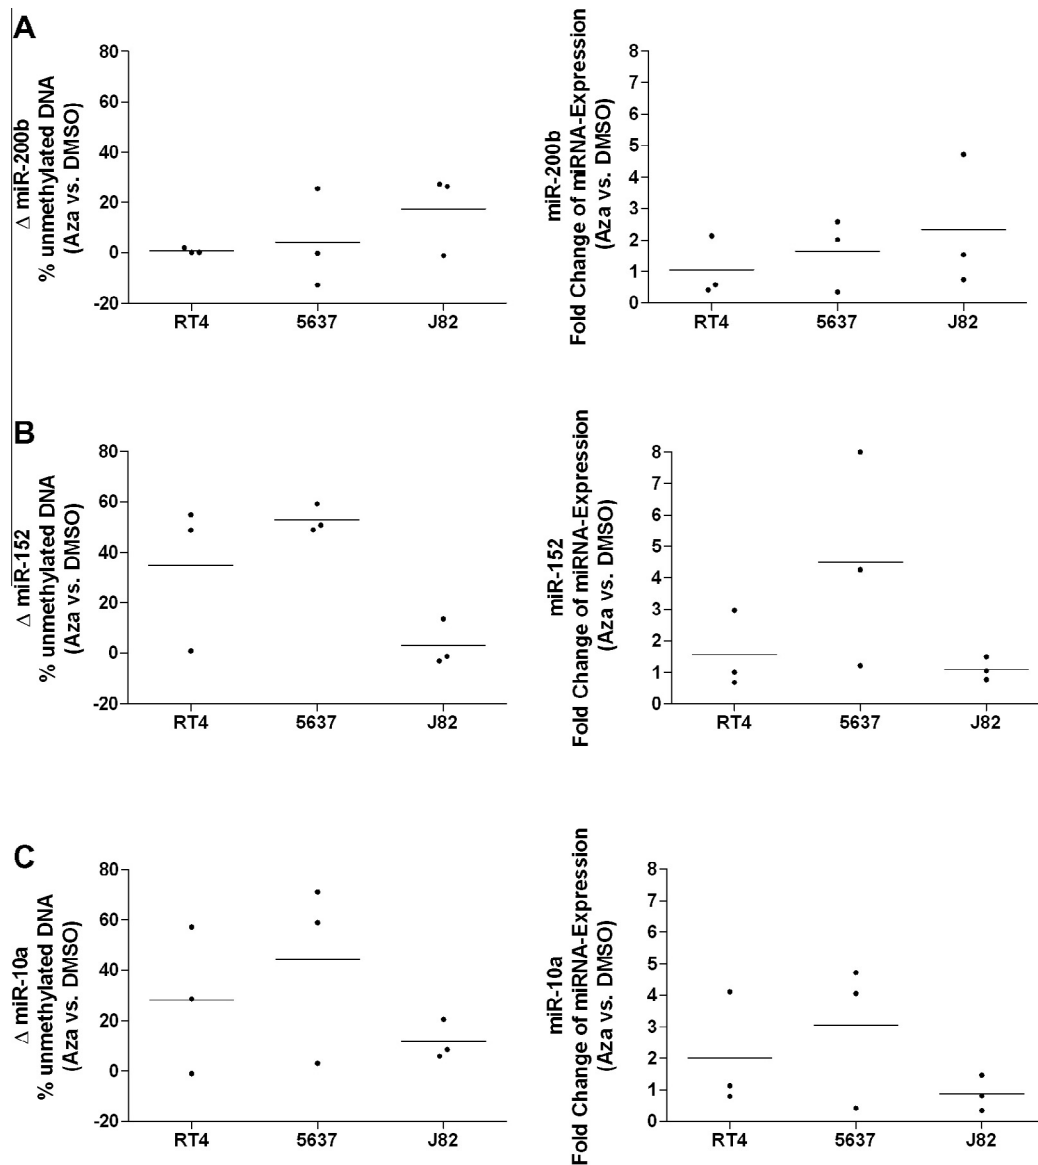 A
Δ miR-200b
% unmethylated DNA
(Aza vs. DMSO)
80
60
40
20
0
-20
RT4 5637 J82
miR-200b
Fold Change of miRNA-Expression
(Aza vs. DMSO)
8
7
6
5
4
3
2
1
0
RT4 5637 J82
B
Δ miR-152
% unmethylated DNA
(Aza vs. DMSO)
80
60
40
20
0
-20
RT4 5637 J82
miR-152
Fold Change of miRNA-Expression
(Aza vs. DMSO)
8
7
6
5
4
3
2
1
0
RT4 5637 J82
C
Δ miR-10a
% unmethylated DNA
(Aza vs. DMSO)
80
60
40
20
0
-20
RT4 5637 J82
miR-10a
Fold Change of miRNA-Expression
(Aza vs. DMSO)
8
7
6
5
4
3
2
1
0
RT4 5637 J82